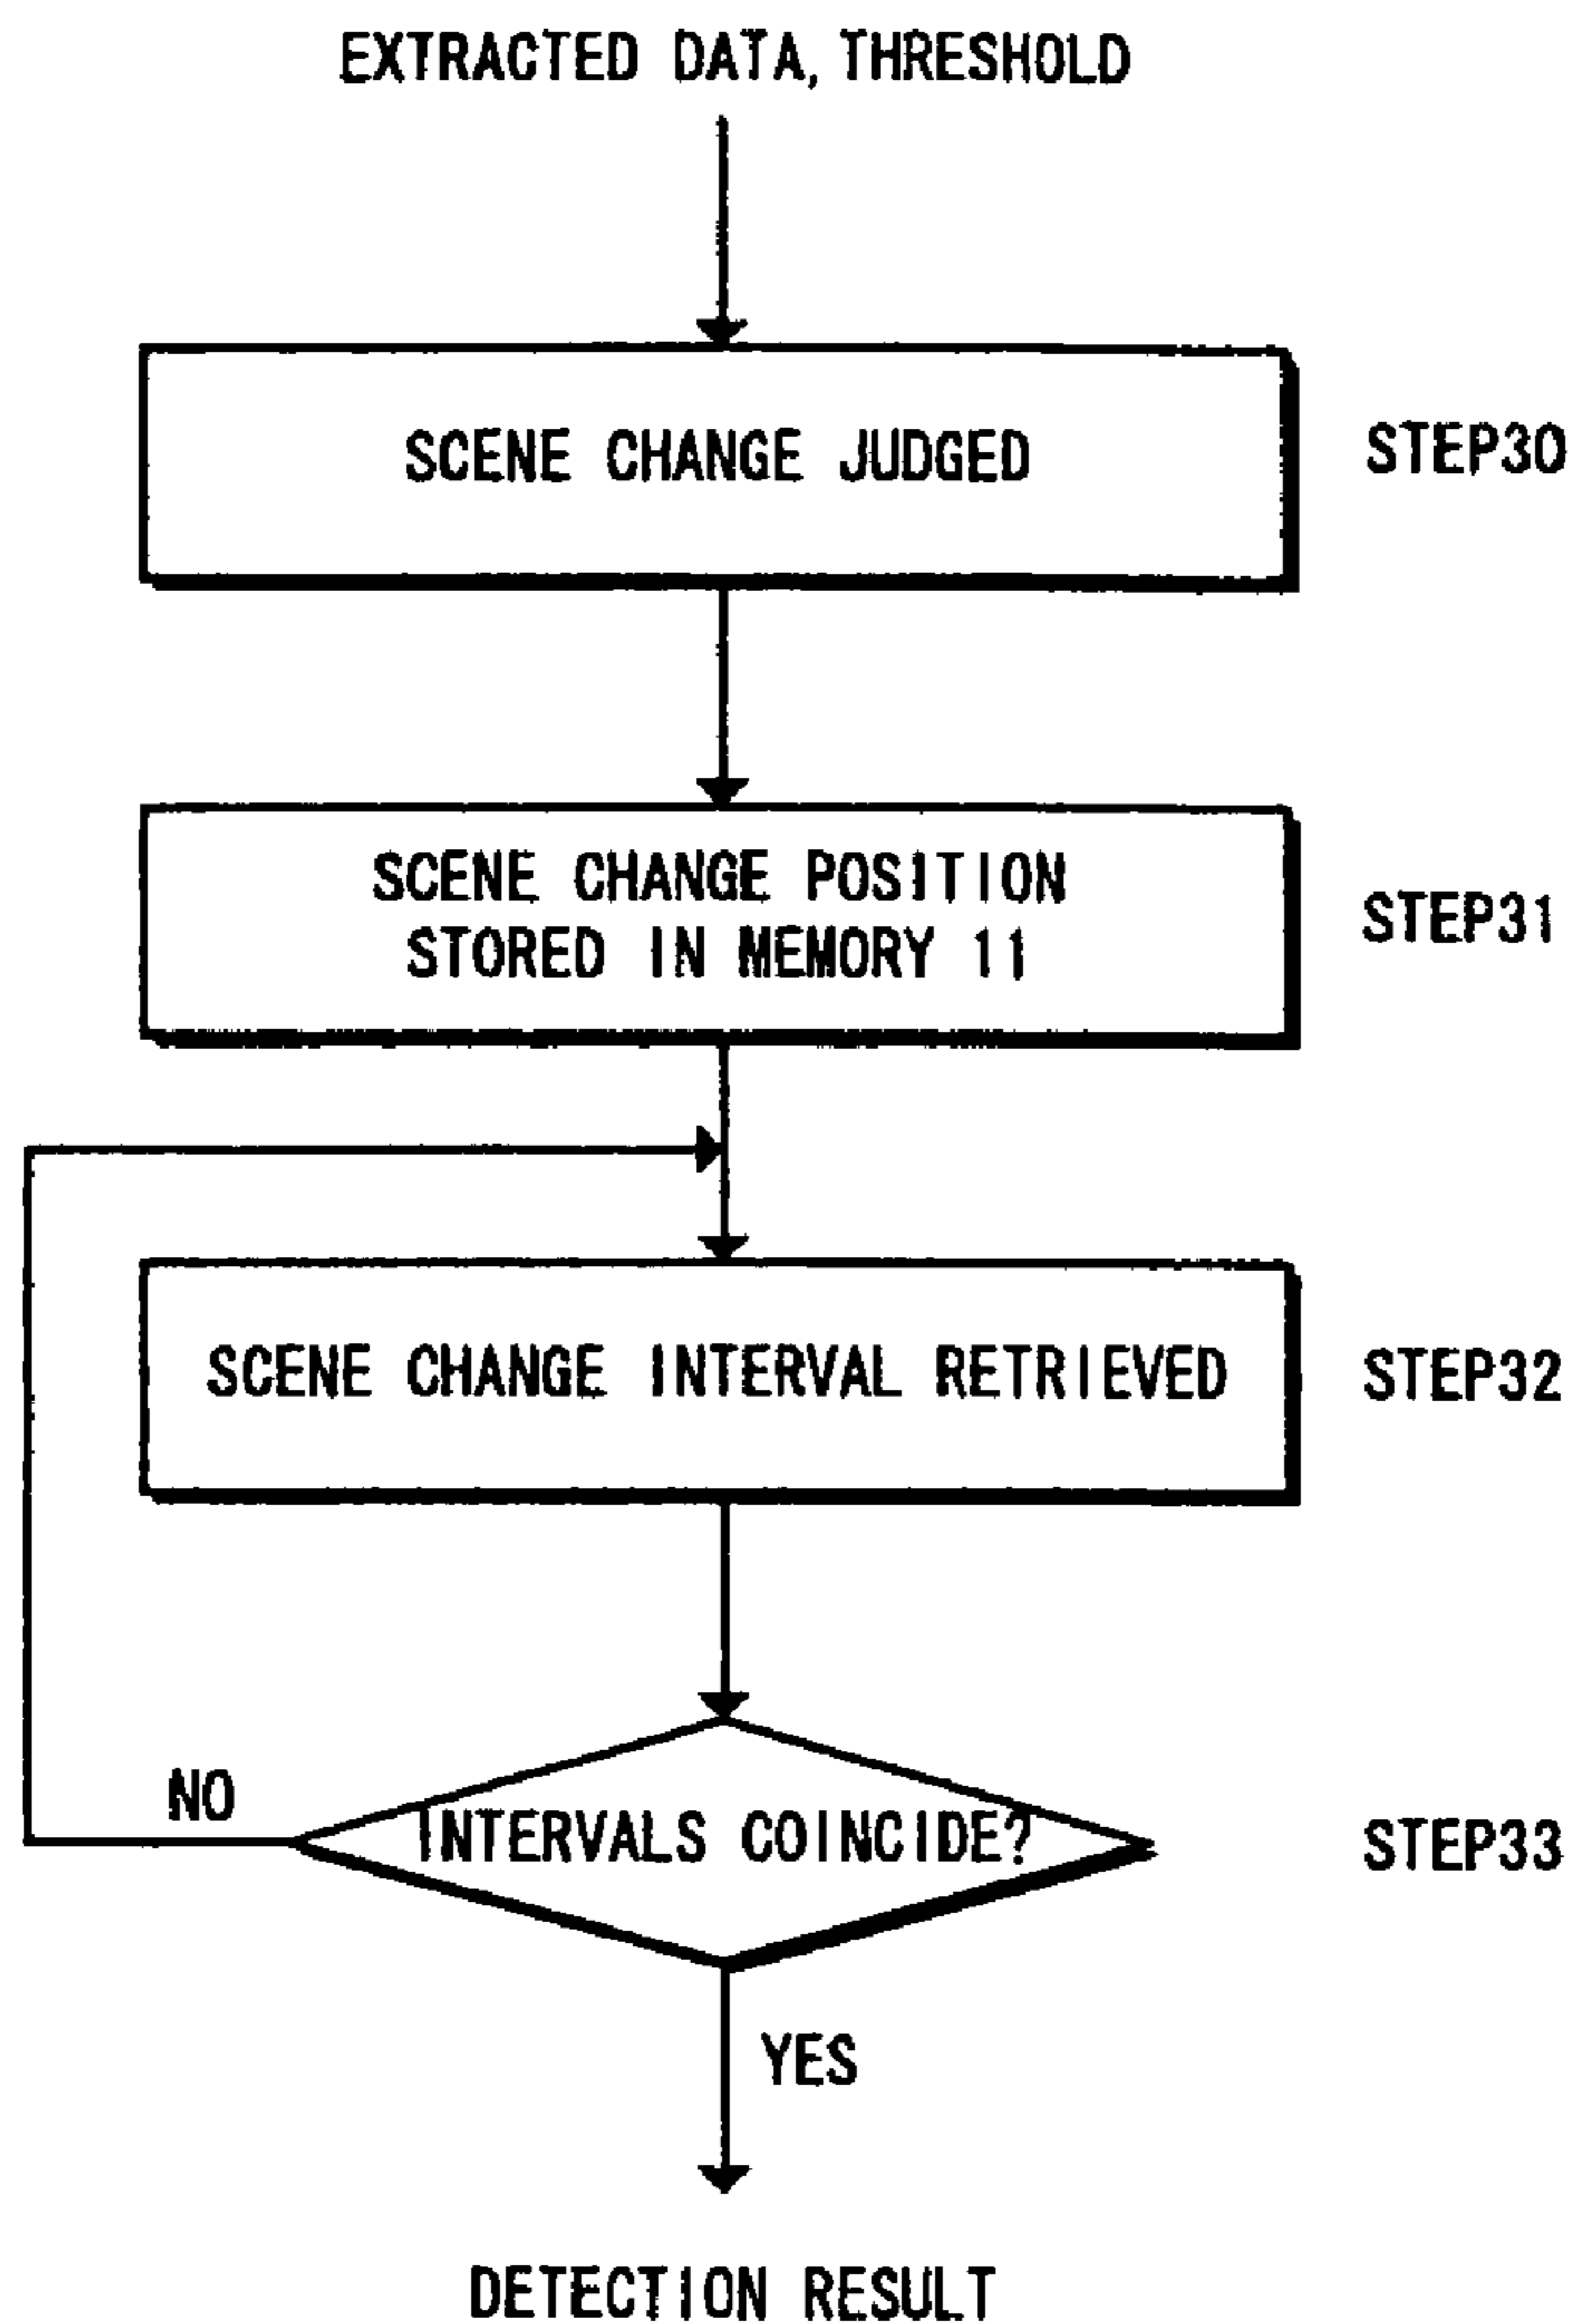 EXTRACTED DATA, THRESHOLD
SCENE CHANGE JUDGED
STEP30
SCENE CHANGE POSITION
STORED IN MEMORY 11
STEP31
SCENE CHANGE INTERVAL RETRIEVED
STEP32
NO
INTERVALS COINCIDE?
STEP33
YES
DETECTION RESULT